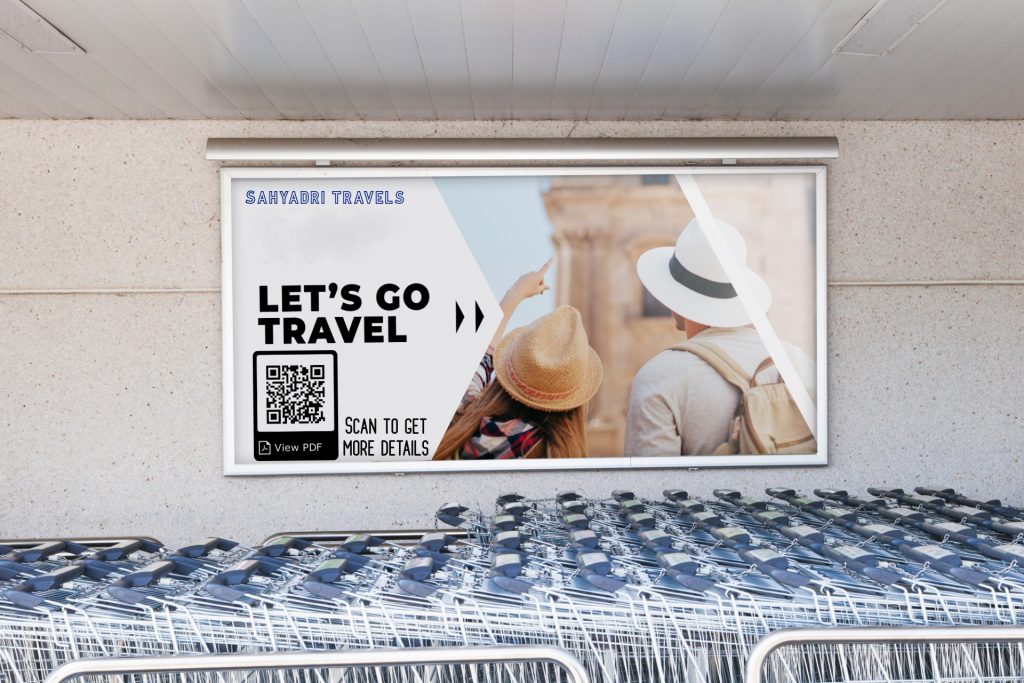 SAHYADRI TRAVELS
LET'S GO
TRAVEL
View PDF
SCAN TO GET
MORE DETAILS